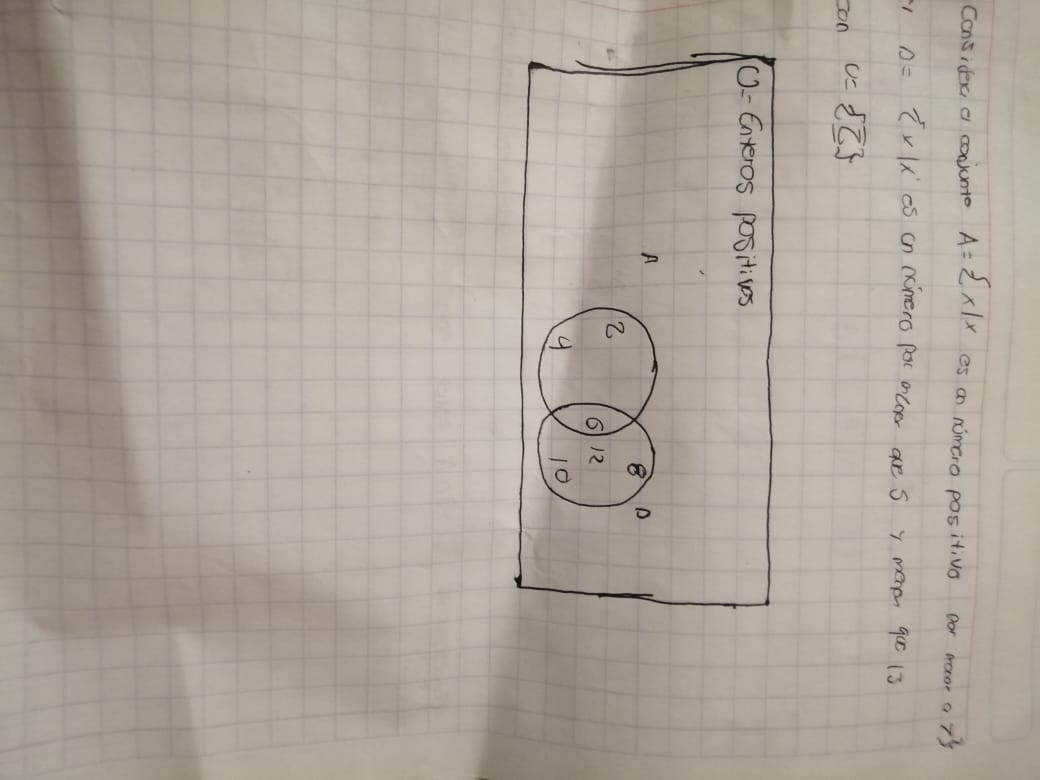 Considera el conjunto A={x/x es un número positivo par menor a 7}
y D= {x/x es un número par mayor que 5 y menor que 13
con U={Z}
U= Enteros positivos
A
D
2
4
6
12
8
10